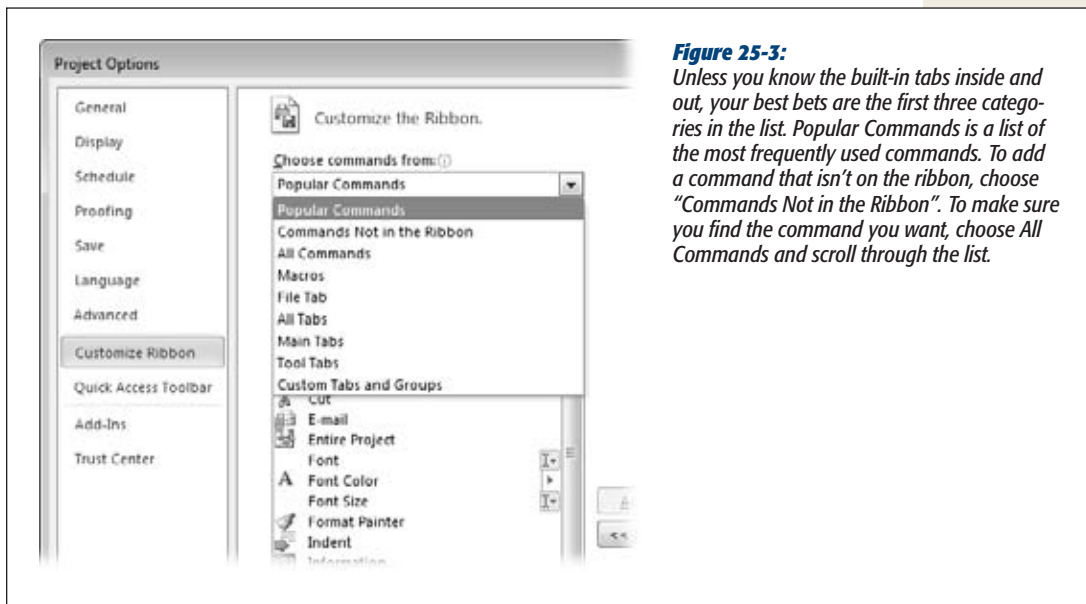 Project Options
General
Display
Schedule
Proofing
Save
Language
Advanced
Customize Ribbon
Quick Access Toolbar
Add-Ins
Trust Center
Customize the Ribbon.
Choose commands from:
Popular Commands
Popular Commands
Commands Not in the Ribbon
All Commands
Macros
File Tab
All Tabs
Main Tabs
Tool Tabs
Custom Tabs and Groups
Cut
E-mail
Entire Project
Font
A Font Color
Font Size
Format Painter
Indent
Information
<<
Figure 25-3:
Unless you know the built-in tabs inside and
out, your best bets are the first three catego-
ries in the list. Popular Commands is a list of
the most frequently used commands. To add
a command that isn’t on the ribbon, choose
“Commands Not in the Ribbon”. To make sure
you find the command you want, choose All
Commands and scroll through the list.